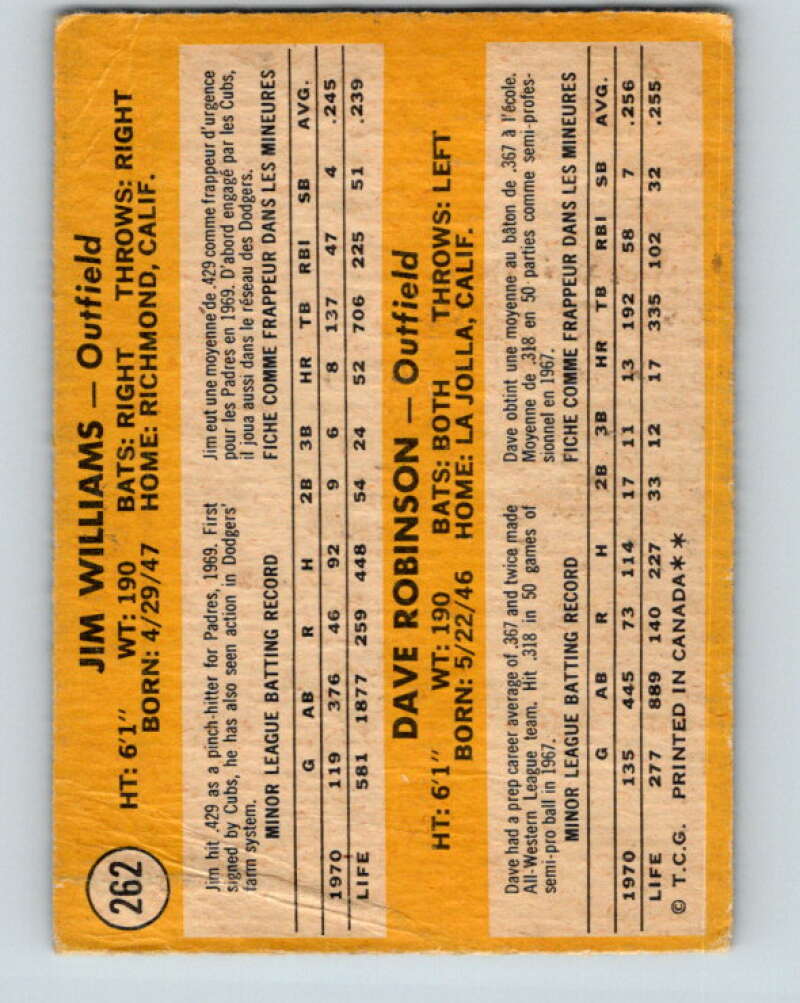 262
JIM WILLIAMS — Outfield
HT: 6'1" WT: 190 BATS: RIGHT THROWS: RIGHT
BORN: 4/29/47 HOME: RICHMOND, CALIF.
Jim hit .429 as a pinch-hitter for Padres, 1969. First
signed by Cubs, he has also seen action in Dodgers'
farm system.
Jim eut une moyenne de .429 comme frappeur d'urgence
pour les Padres en 1969. D'abord engagé par les Cubs,
il joua aussi dans le réseau des Dodgers.
MINOR LEAGUE BATTING RECORD FICHE COMME FRAPPEUR DANS LES MINEURES
G AB R H 2B 3B HR TB RBI SB AVG.
1970 119 376 46 92 9 6 8 137 47 4 .245
LIFE 581 1877 259 448 54 24 52 706 225 51 .239
DAVE ROBINSON — Outfield
HT: 6'1" WT: 190 BATS: BOTH THROWS: LEFT
BORN: 5/22/46 HOME: LA JOLLA, CALIF.
Dave had a prep career average of .367 and twice made
All-Western League team. Hit .318 in 50 games of
semi-pro ball in 1967.
Dave obtint une moyenne au bâton de .367 à l'école.
Moyenne de .318 en 50 parties comme semi-profes-
sionnel en 1967.
MINOR LEAGUE BATTING RECORD FICHE COMME FRAPPEUR DANS LES MINEURES
G AB R H 2B 3B HR TB RBI SB AVG.
1970 135 445 73 114 17 11 13 192 58 7 .256
LIFE 277 889 140 227 33 12 17 335 102 32 .255
© T.C.G. PRINTED IN CANADA**